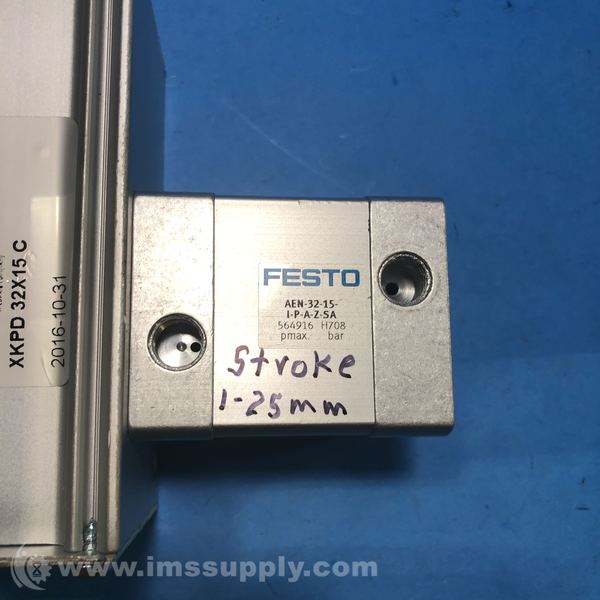 XKPD 32X15 C
2016-10-31
FESTO
AEN-32-15-
I-P-A-Z-SA
564916 H708
pmax. bar
Stroke
1-25mm
www.imssupply.com